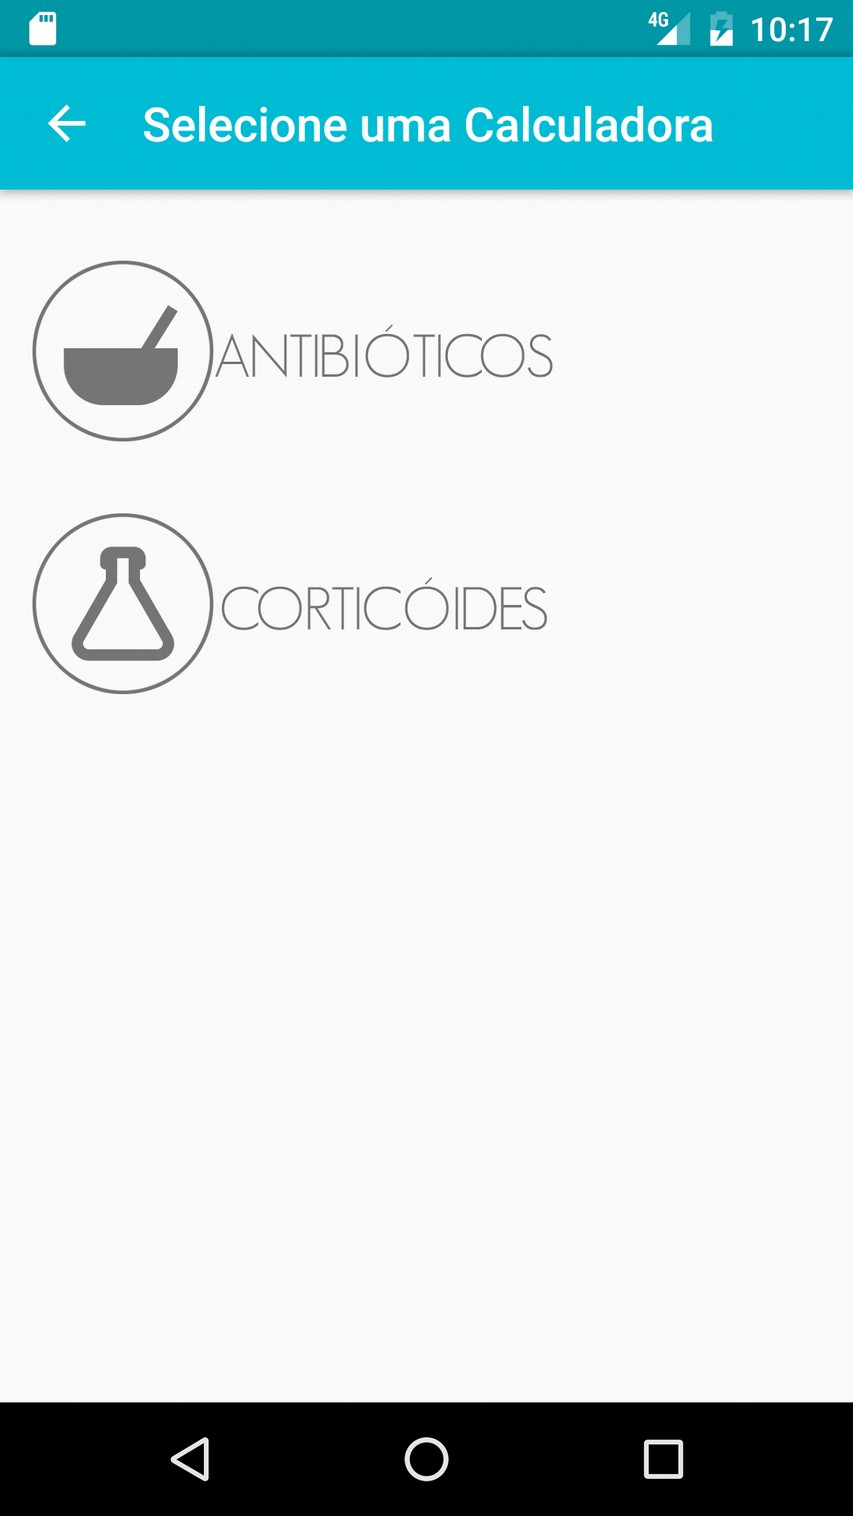 4G 10:17
Selecione uma Calculadora
ANTIBIÓTICOS
CORTICÓIDES